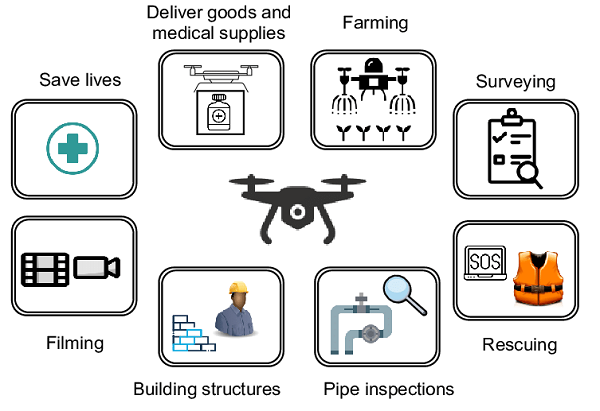 Deliver goods and
medical supplies
Farming
Save lives
Surveying
SOS
Filming
Rescuing
Building structures
Pipe inspections